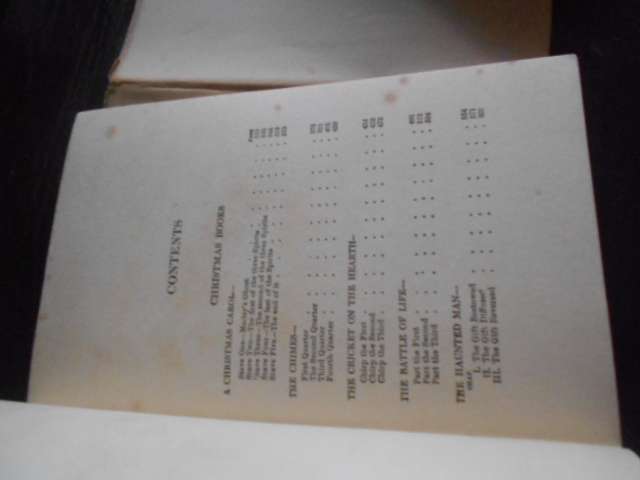 CONTENTS
CHRISTMAS BOOKS
A CHRISTMAS CAROL—
Stave One—Marley's Ghost
Stave Two—The first of the three Spirits
Stave Three—The second of the three Spirits
Stave Four—The last of the Spirits
Stave Five—The end of it
THE CHIMES—
First Quarter
The Second Quarter
Third Quarter
Fourth Quarter
THE CRICKET ON THE HEARTH—
Chirp the First
Chirp the Second
Chirp the Third
THE BATTLE OF LIFE—
Part the First
Part the Second
Part the Third
THE HAUNTED MAN—
CHAP.
I. The Gift Bestowed
II. The Gift Diffused
III. The Gift Reversed